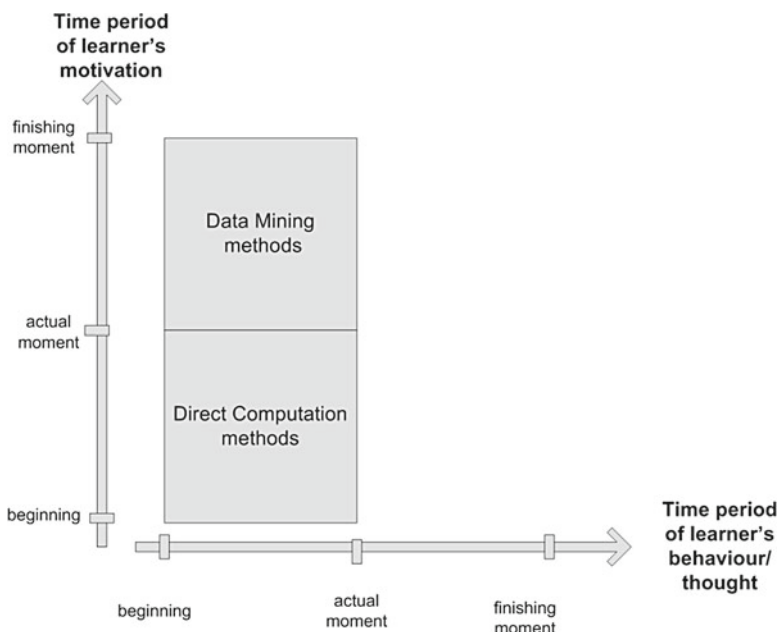 Time period
of learner's
motivation
finishing
moment
Data Mining
methods
actual
moment
Direct Computation
methods
beginning
Time period
of learner's
behaviour/
thought
beginning
actual
moment
finishing
moment